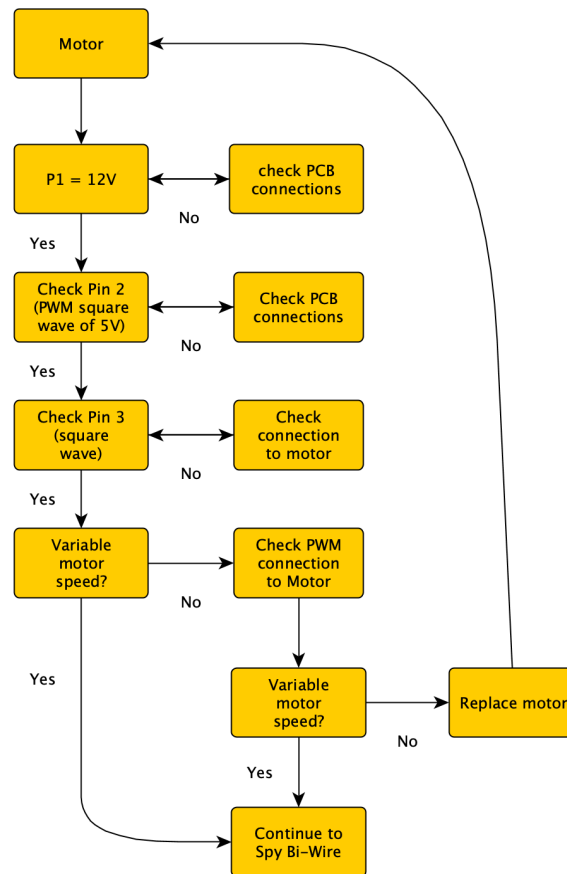 Motor
P1 = 12V
check PCB
connections
No
Yes
Check Pin 2
(PWM square
wave of 5V)
Check PCB
connections
No
Yes
Check Pin 3
(square
wave)
Check
connection
to motor
No
Yes
Variable
motor
speed?
Check PWM
connection
to Motor
No
Yes
Variable
motor
speed?
Replace motor
No
Yes
Continue to
Spy Bi-Wire